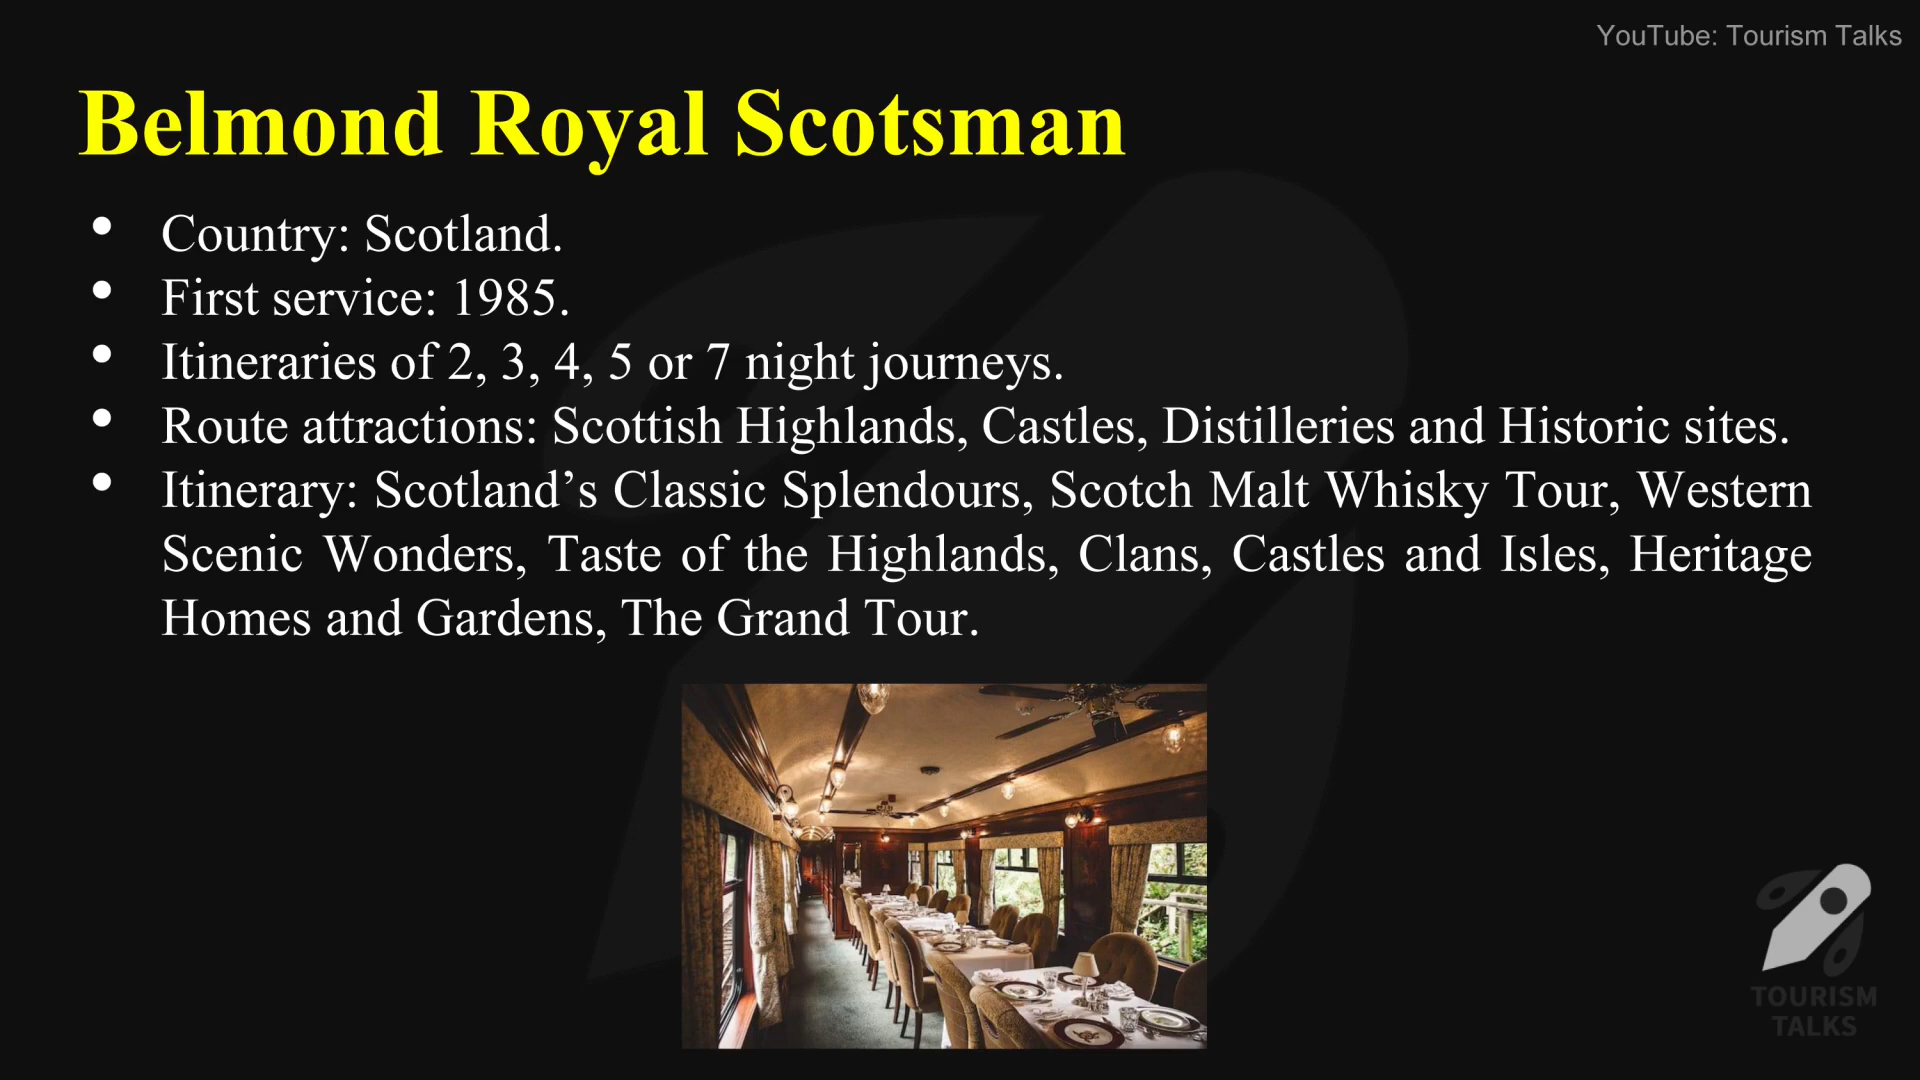 YouTube: Tourism Talks
Belmond Royal Scotsman
• Country: Scotland.
• First service: 1985.
• Itineraries of 2, 3, 4, 5 or 7 night journeys.
• Route attractions: Scottish Highlands, Castles, Distilleries and Historic sites.
• Itinerary: Scotland’s Classic Splendours, Scotch Malt Whisky Tour, Western
Scenic Wonders, Taste of the Highlands, Clans, Castles and Isles, Heritage
Homes and Gardens, The Grand Tour.
TOURISM
TALKS